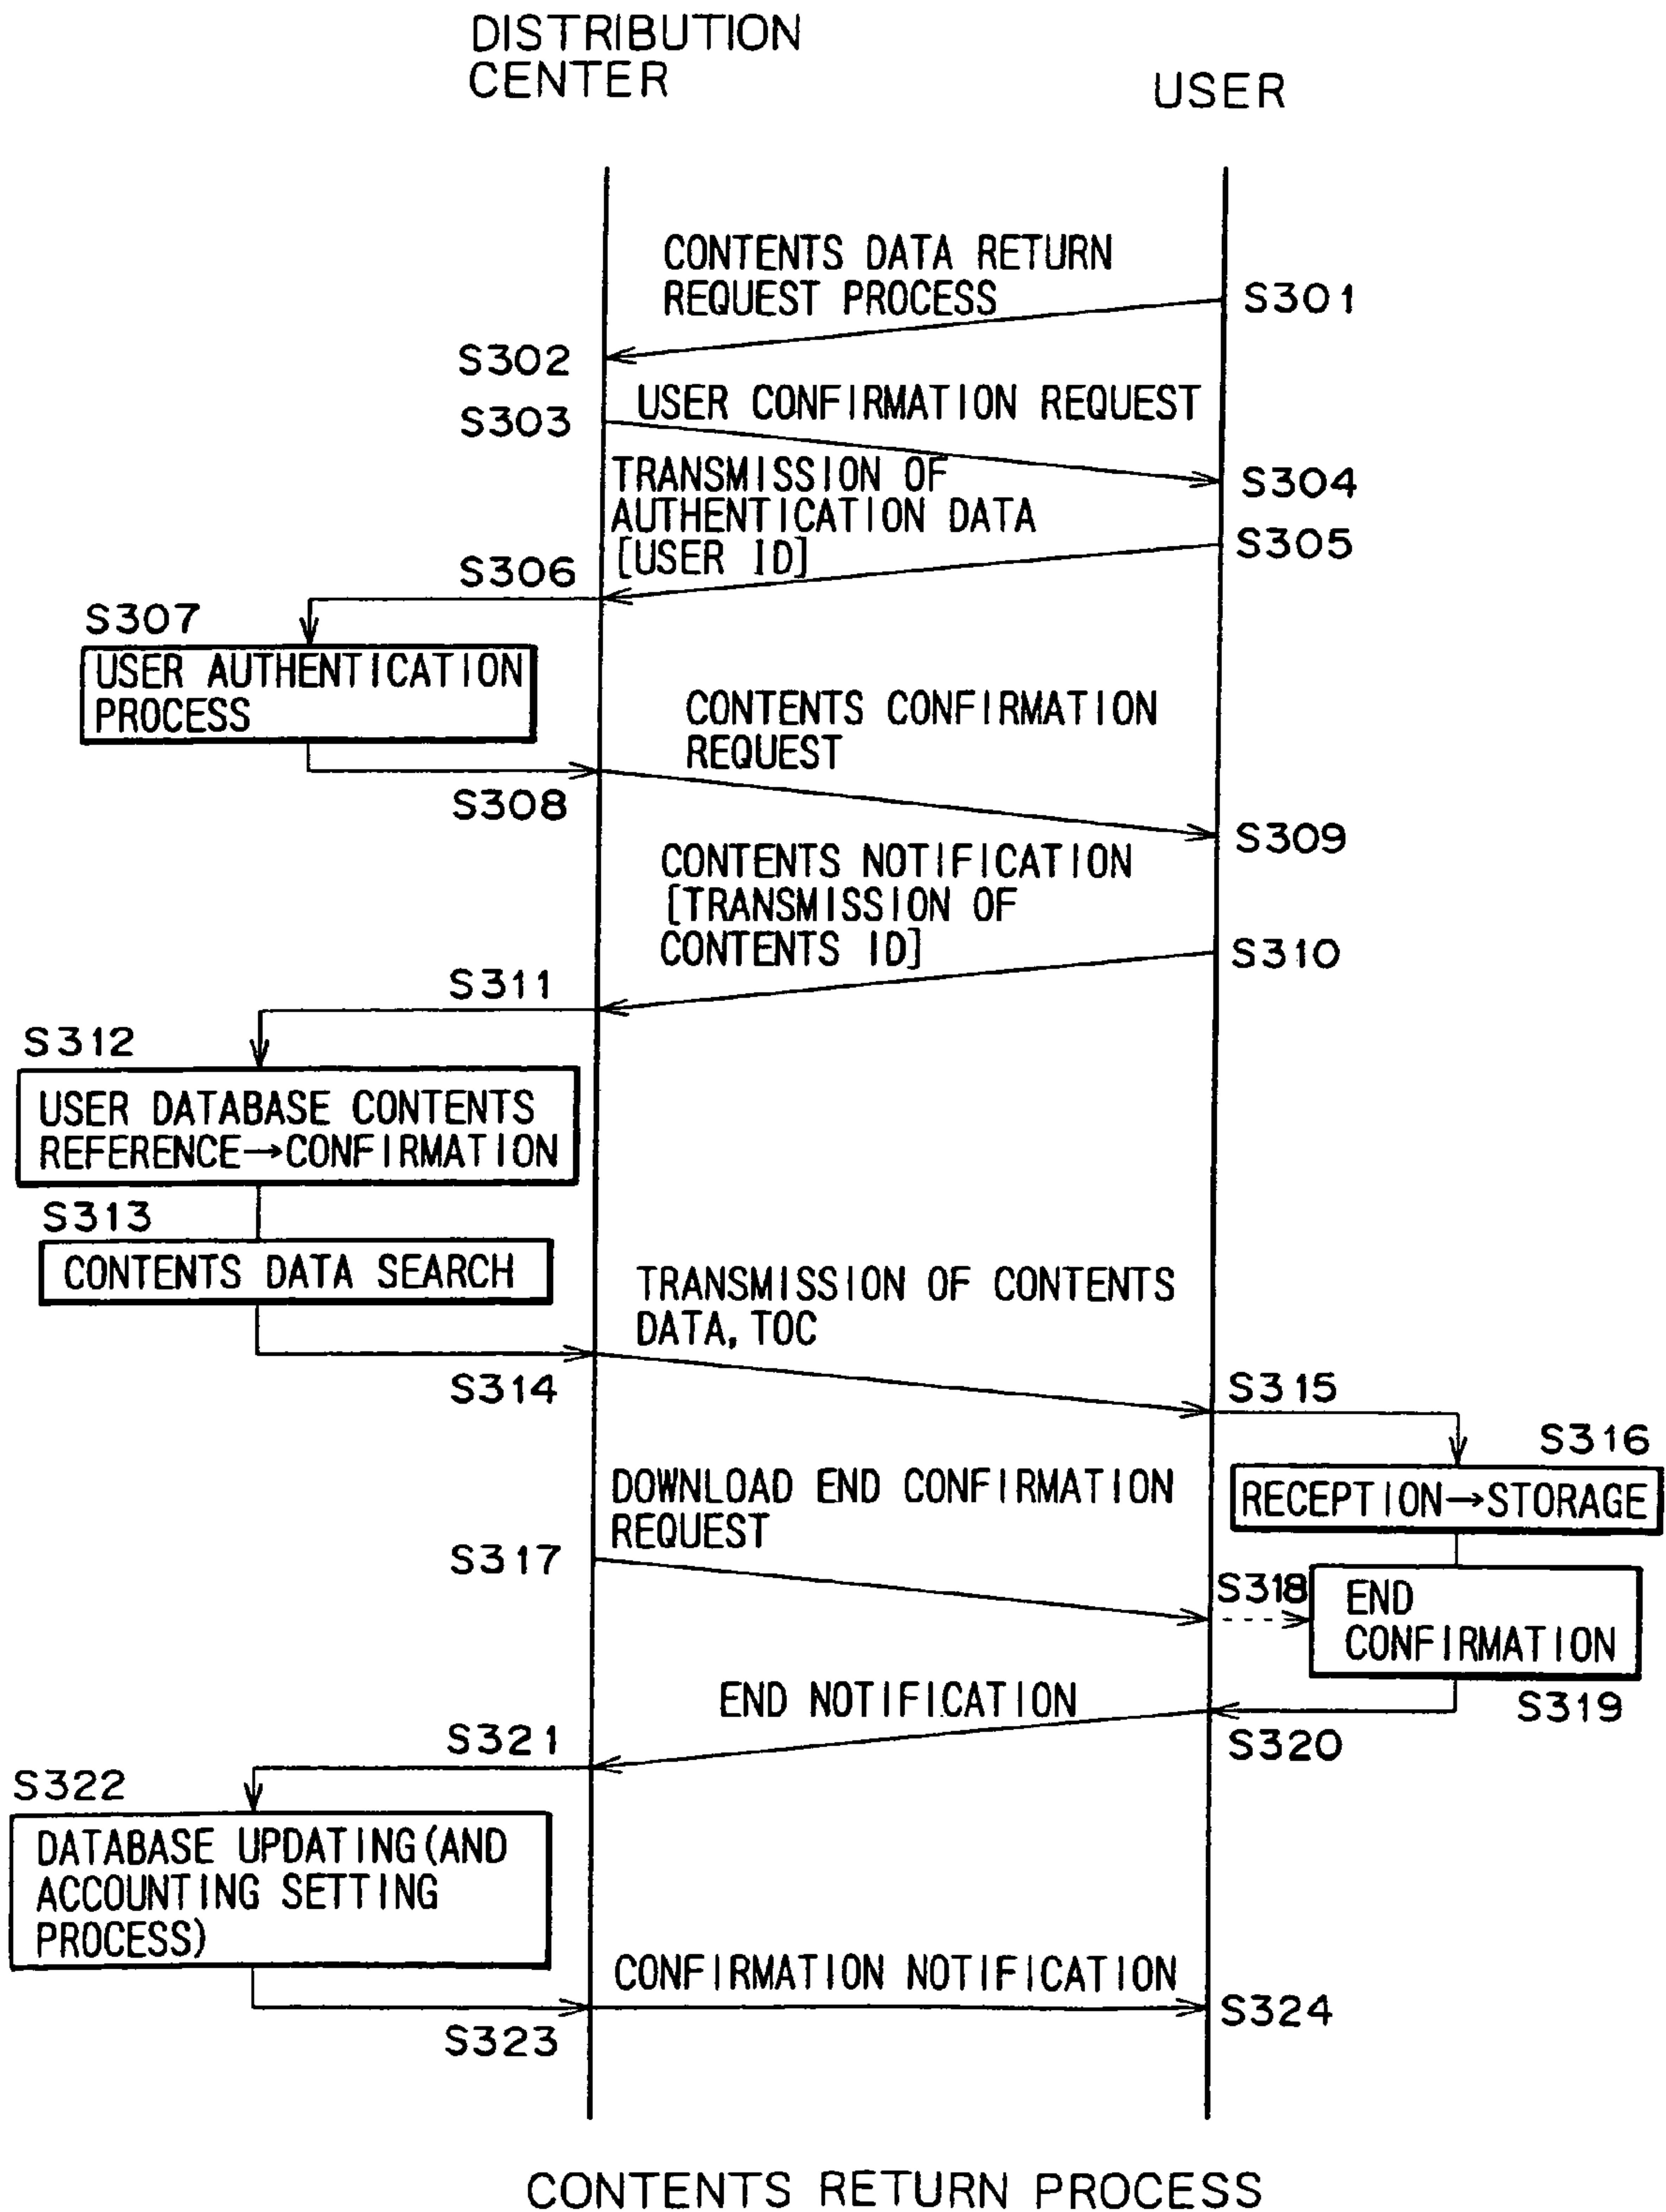 DISTRIBUTION
CENTER
USER
CONTENTS DATA RETURN
REQUEST PROCESS
S301
S302
USER CONFIRMATION REQUEST
S303
TRANSMISSION OF
AUTHENTICATION DATA
[USER ID]
S304
S305
S306
S307
USER AUTHENTICATION
PROCESS
CONTENTS CONFIRMATION
REQUEST
S308
S309
CONTENTS NOTIFICATION
[TRANSMISSION OF
CONTENTS ID]
S310
S311
S312
USER DATABASE CONTENTS
REFERENCE→CONFIRMATION
S313
CONTENTS DATA SEARCH
TRANSMISSION OF CONTENTS
DATA, TOC
S314
S315
S316
RECEPTION→STORAGE
DOWNLOAD END CONFIRMATION
REQUEST
S317
S318
END
CONFIRMATION
S319
END NOTIFICATION
S320
S321
S322
DATABASE UPDATING(AND
ACCOUNTING SETTING
PROCESS)
CONFIRMATION NOTIFICATION
S323
S324
CONTENTS RETURN PROCESS